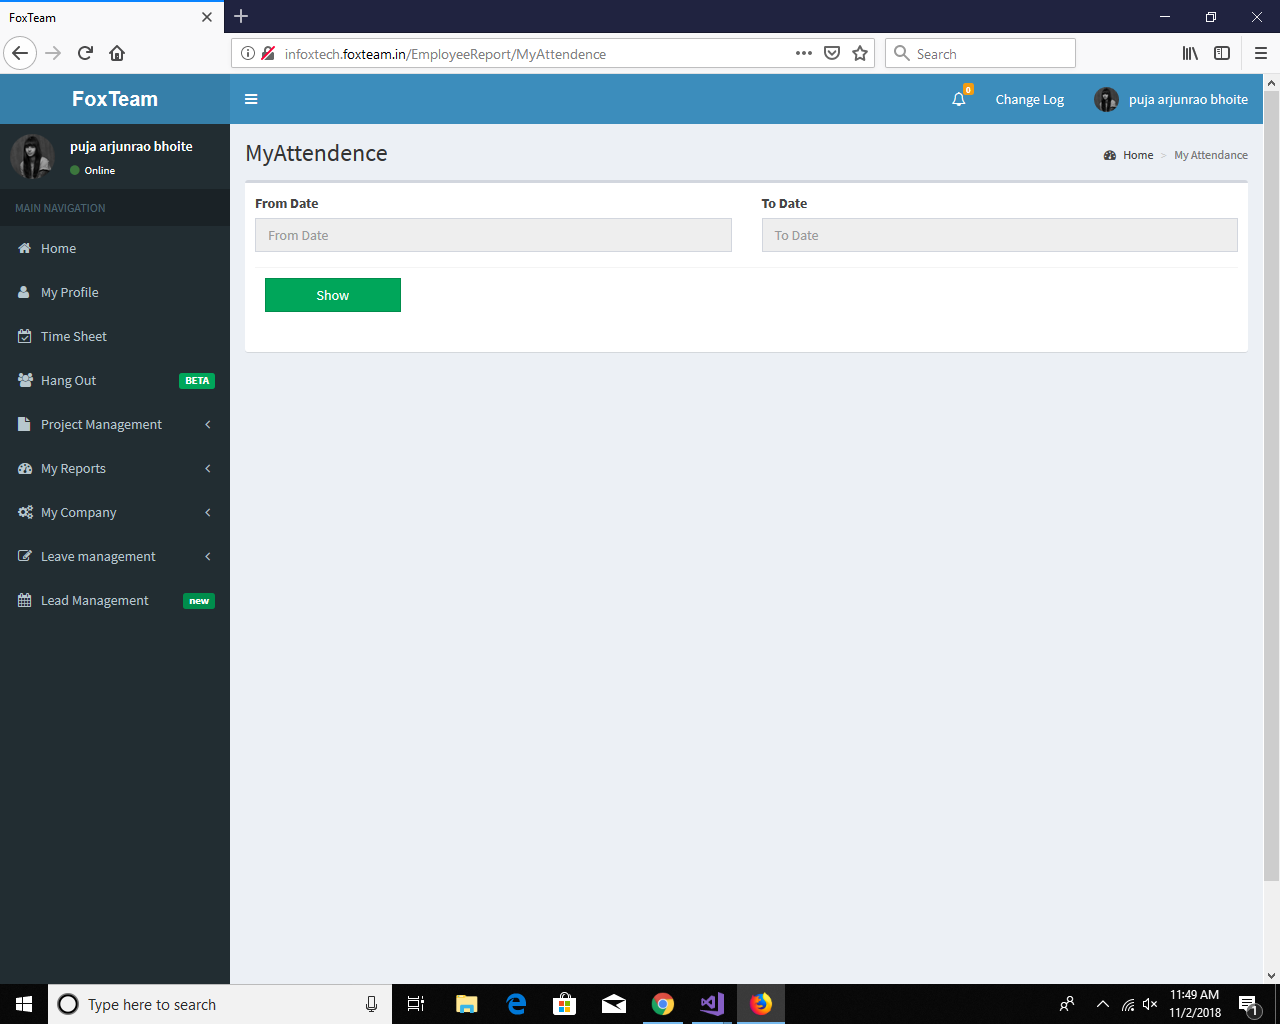 FoxTeam
infoxtech.foxteam.in/EmployeeReport/MyAttendence
Search
FoxTeam
0
Change Log
puja arjunrao bhoite
puja arjunrao bhoite
Online
MyAttendence
Home > My Attendance
MAIN NAVIGATION
Home
My Profile
Time Sheet
Hang Out BETA
Project Management
My Reports
My Company
Leave management
Lead Management new
From Date
To Date
From Date
To Date
Show
Type here to search
11:49 AM
11/2/2018
1